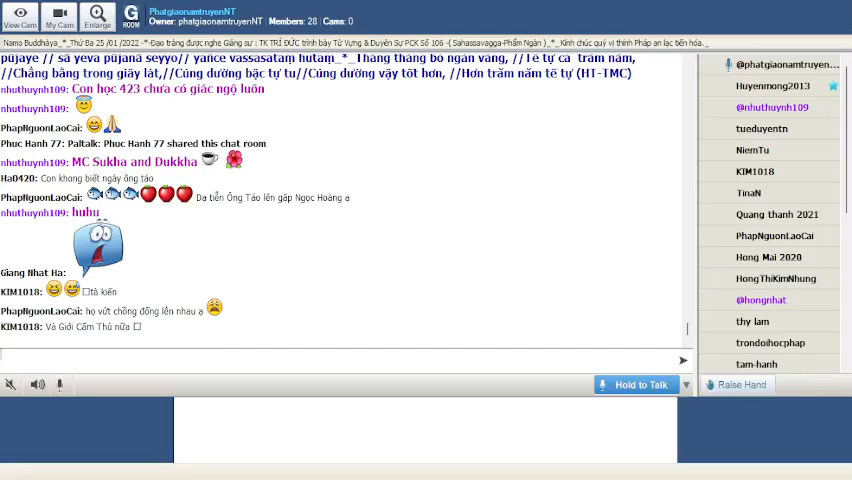 View Cam
My Cam
Enlarge
G ROOM
PhatgiaonamtruyenNT
Owner: phatgiaonamtruyenNT Members: 28 | Cams: 0
Namo Buddhàya_*_Thứ Ba 25 /01 /2022 -*-Đạo tràng được nghe Giảng sư : TK TRÍ ĐỨC trình bày Từ Vựng & Duyên Sự PCK Số 106 -( Sahassavagga-Phẩm Ngàn )_*_Kính chúc quý vị thính Pháp an lạc tiến hóa._
pūjaye // sā yeva pūjanā seyyo// yañce vassasataṃ hutaṃ_*_Tháng tháng bỏ ngàn vàng, //Tế tự cả trăm năm,
//Chẳng bằng trong giây lát,//Cúng dường bậc tự tu//Cúng dường vậy tốt hơn, //Hơn trăm năm tế tự (HT-TMC)
nhuthuynh109: Con học 423 chưa có giác ngộ luôn
nhuthuynh109:
PhapNguonLaoCai:
Phuc Hanh 77: Paltalk: Phuc Hanh 77 shared this chat room
nhuthuynh109: MC Sukha and Dukkha
Ha0420: Con khong biết ngày ông táo
PhapNguonLaoCai: Dạ tiễn Ông Táo lên gặp Ngọc Hoàng ạ
nhuthuynh109: huhu
Giang Nhat Ha:
KIM1018: tà kiến
PhapNguonLaoCai: họ vứt chồng đống lên nhau ạ
KIM1018: Và Giới Cấm Thủ nữa
Hold to Talk
@phatgiaonamtruyen...
Huyenmong2013
@nhuthuynh109
tueduyentn
NiemTu
KIM1018
TinaN
Quang thanh 2021
PhapNguonLaoCai
Hong Mai 2020
HongThiKimNhung
@hongnhat
thy lam
trondoihocphap
tam-hanh
Raise Hand